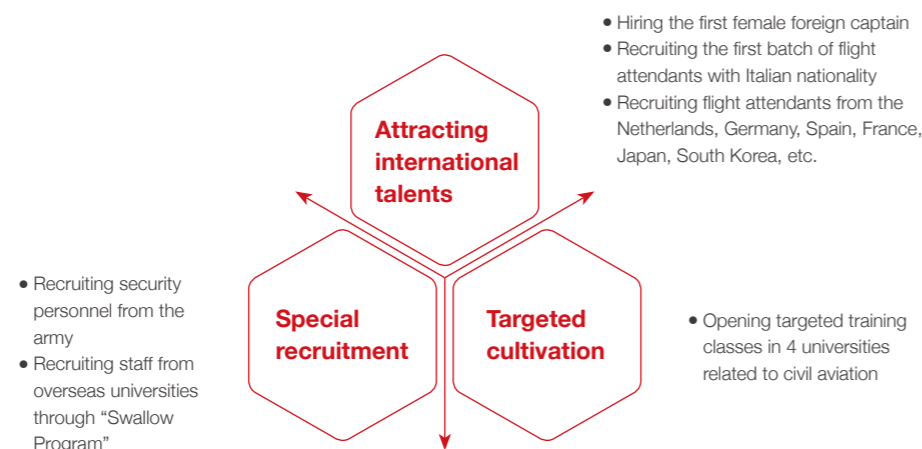 • Hiring the first female foreign captain
• Recruiting the first batch of flight
attendants with Italian nationality
• Recruiting flight attendants from the
Netherlands, Germany, Spain, France,
Japan, South Korea, etc.
Attracting
international
talents
• Recruiting security
personnel from the
army
• Recruiting staff from
overseas universities
through “Swallow
Program”
Special
recruitment
Targeted
cultivation
• Opening targeted training
classes in 4 universities
related to civil aviation